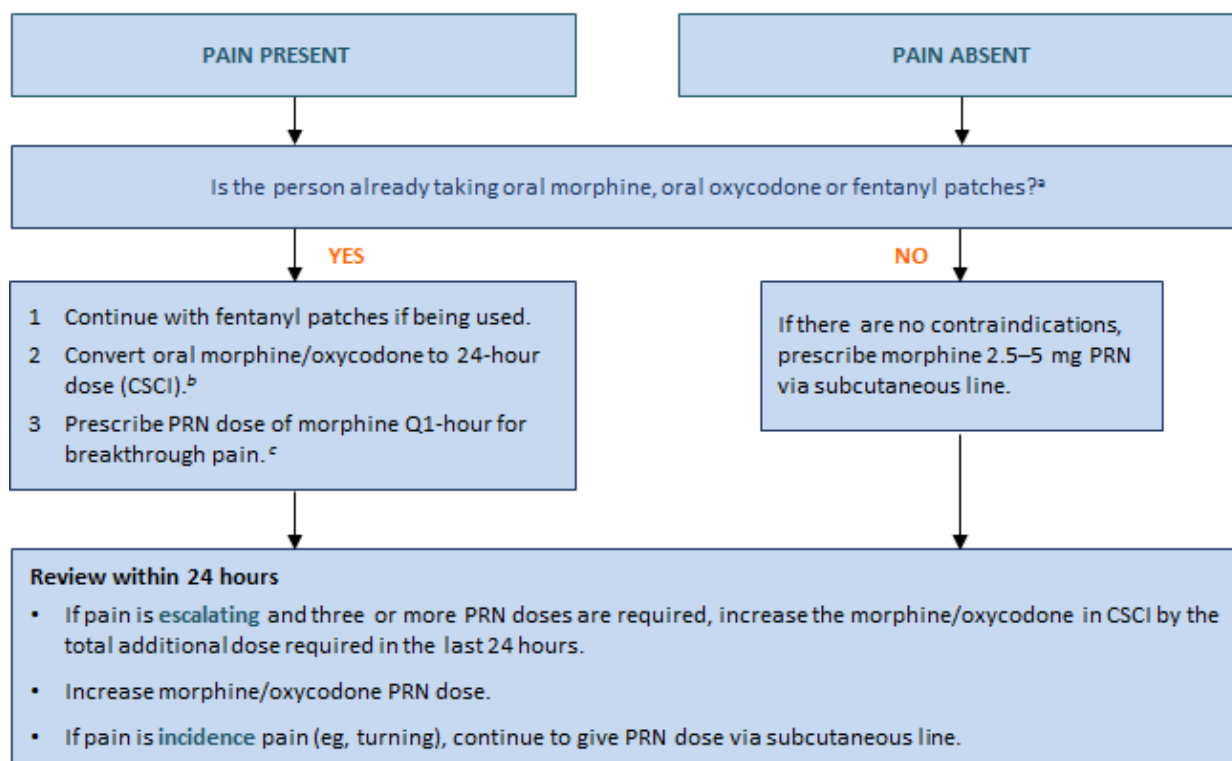 PAIN PRESENT
PAIN ABSENT
Is the person already taking oral morphine, oral oxycodone or fentanyl patches?ᵃ
YES
NO
1 Continue with fentanyl patches if being used.
2 Convert oral morphine/oxycodone to 24-hour
dose (CSCI).ᵇ
3 Prescribe PRN dose of morphine Q1-hour for
breakthrough pain.ᶜ
If there are no contraindications,
prescribe morphine 2.5–5 mg PRN
via subcutaneous line.
Review within 24 hours
• If pain is escalating and three or more PRN doses are required, increase the morphine/oxycodone in CSCI by the
total additional dose required in the last 24 hours.
• Increase morphine/oxycodone PRN dose.
• If pain is incidence pain (eg, turning), continue to give PRN dose via subcutaneous line.